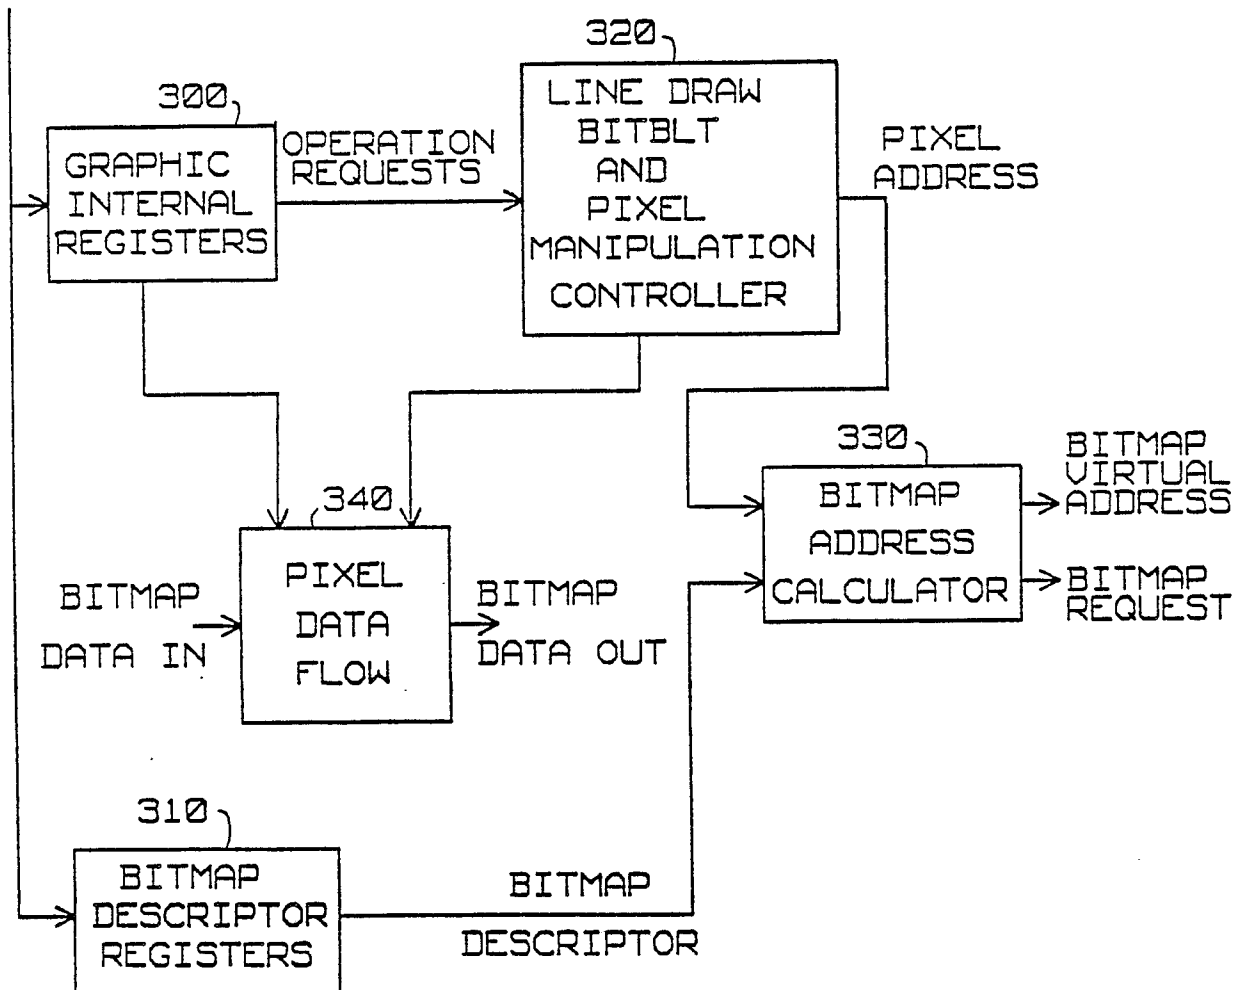 320
300
LINE DRAW
BITBLT
AND
PIXEL
MANIPULATION
CONTROLLER
GRAPHIC
INTERNAL
REGISTERS
OPERATION
REQUESTS
PIXEL
ADDRESS
330
BITMAP
ADDRESS
CALCULATOR
BITMAP
VIRTUAL
ADDRESS
BITMAP
REQUEST
340
PIXEL
DATA
FLOW
BITMAP
DATA IN
BITMAP
DATA OUT
310
BITMAP
DESCRIPTOR
REGISTERS
BITMAP
DESCRIPTOR